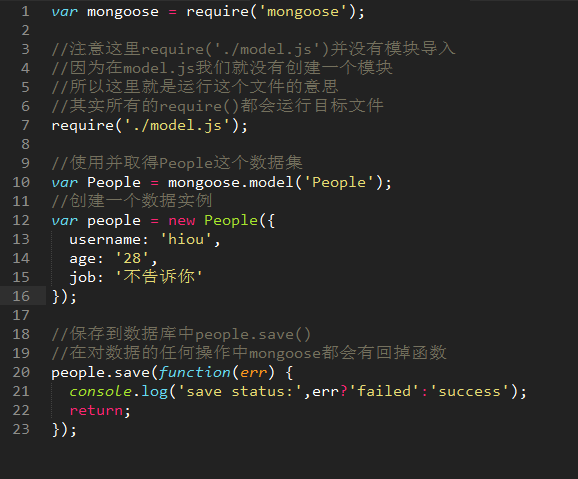 1 var mongoose = require('mongoose');
2
3 //注意这里require('./model.js')并没有模块导入
4 //因为在model.js我们就没有创建一个模块
5 //所以这里就是运行这个文件的意思
6 //其实所有的require()都会运行目标文件
7 require('./model.js');
8
9 //使用并取得People这个数据集
10 var People = mongoose.model('People');
11 //创建一个数据实例
12 var people = new People({
13   username: 'hiou',
14   age: '28',
15   job: '不告诉你'
16 });
17
18 //保存到数据库中people.save()
19 //在对数据的任何操作中mongoose都会有回掉函数
20 people.save(function(err) {
21   console.log('save status:',err?'failed':'success');
22   return;
23 });